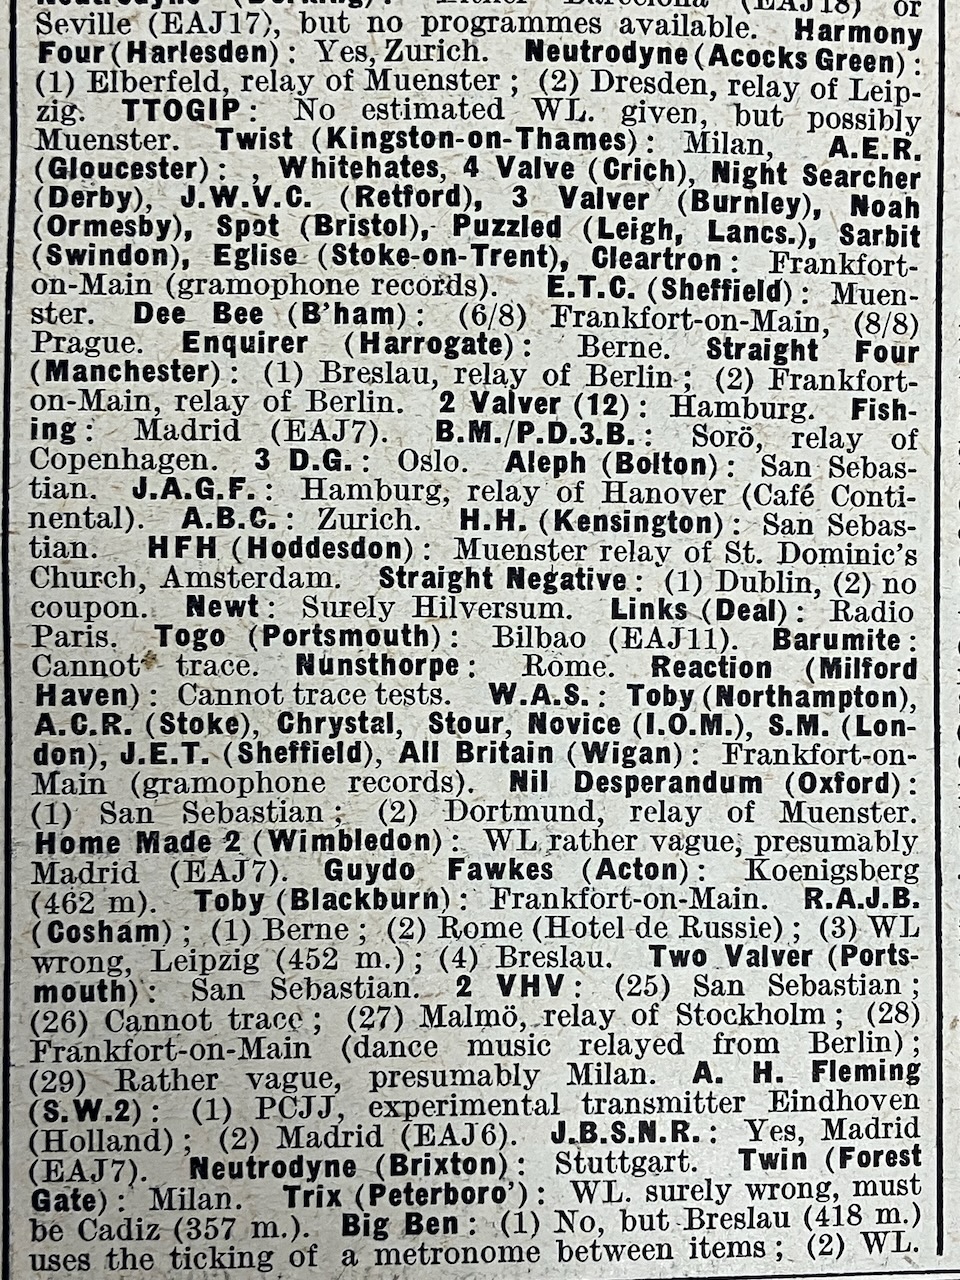 Neutrodyne (Dorking): Either Barcelona (EAJ18) or
Seville (EAJ17), but no programmes available. Harmony
Four (Harlesden): Yes, Zurich. Neutrodyne (Acocks Green):
(1) Elberfeld, relay of Muenster; (2) Dresden, relay of Leip-
zig. TTOGIP: No estimated WL. given, but possibly
Muenster. Twist (Kingston-on-Thames): Milan, A.E.R.
(Gloucester): , Whitehates, 4 Valve (Crich), Night Searcher
(Derby), J.W.V.C. (Retford), 3 Valver (Burnley), Noah
(Ormesby), Spot (Bristol), Puzzled (Leigh, Lancs.), Sarbit
(Swindon), Eglise (Stoke-on-Trent), Cleartron: Frankfort-
on-Main (gramophone records). E.T.C. (Sheffield): Muen-
ster. Dee Bee (B'ham): (6/8) Frankfort-on-Main, (8/8)
Prague. Enquirer (Harrogate): Berne. Straight Four
(Manchester): (1) Breslau, relay of Berlin; (2) Frankfort-
on-Main, relay of Berlin. 2 Valver (12): Hamburg. Fish-
ing: Madrid (EAJ7). B.M./P.D.3.B.: Sorö, relay of
Copenhagen. 3 D.G.: Oslo. Aleph (Bolton): San Sebas-
tian. J.A.G.F.: Hamburg, relay of Hanover (Café Conti-
nental). A.B.C.: Zurich. H.H. (Kensington): San Sebas-
tian. HFH (Hoddesdon): Muenster relay of St. Dominic's
Church, Amsterdam. Straight Negative: (1) Dublin, (2) no
coupon. Newt: Surely Hilversum. Links (Deal): Radio
Paris. Togo (Portsmouth): Bilbao (EAJ11). Barumite:
Cannot trace. Nunsthorpe: Rome. Reaction (Milford
Haven): Cannot trace tests. W.A.S.: Toby (Northampton),
A.C.R. (Stoke), Chrystal, Stour, Novice (I.O.M.), S.M. (Lon-
don), J.E.T. (Sheffield), All Britain (Wigan): Frankfort-on-
Main (gramophone records). Nil Desperandum (Oxford):
(1) San Sebastian; (2) Dortmund, relay of Muenster.
Home Made 2 (Wimbledon): WL rather vague, presumably
Madrid (EAJ7). Guydo Fawkes (Acton): Koenigsberg
(462 m). Toby (Blackburn): Frankfort-on-Main. R.A.J.B.
(Cosham); (1) Berne; (2) Rome (Hotel de Russie); (3) WL
wrong, Leipzig (452 m.); (4) Breslau. Two Valver (Ports-
mouth): San Sebastian. 2 VHV: (25) San Sebastian;
(26) Cannot trace; (27) Malmö, relay of Stockholm; (28)
Frankfort-on-Main (dance music relayed from Berlin);
(29) Rather vague, presumably Milan. A. H. Fleming
(S.W.2): (1) PCJJ, experimental transmitter Eindhoven
(Holland); (2) Madrid (EAJ6). J.B.S.N.R.: Yes, Madrid
(EAJ7). Neutrodyne (Brixton): Stuttgart. Twin (Forest
Gate): Milan. Trix (Peterboro'): WL. surely wrong, must
be Cadiz (357 m.). Big Ben: (1) No, but Breslau (418 m.)
uses the ticking of a metronome between items; (2) WL.